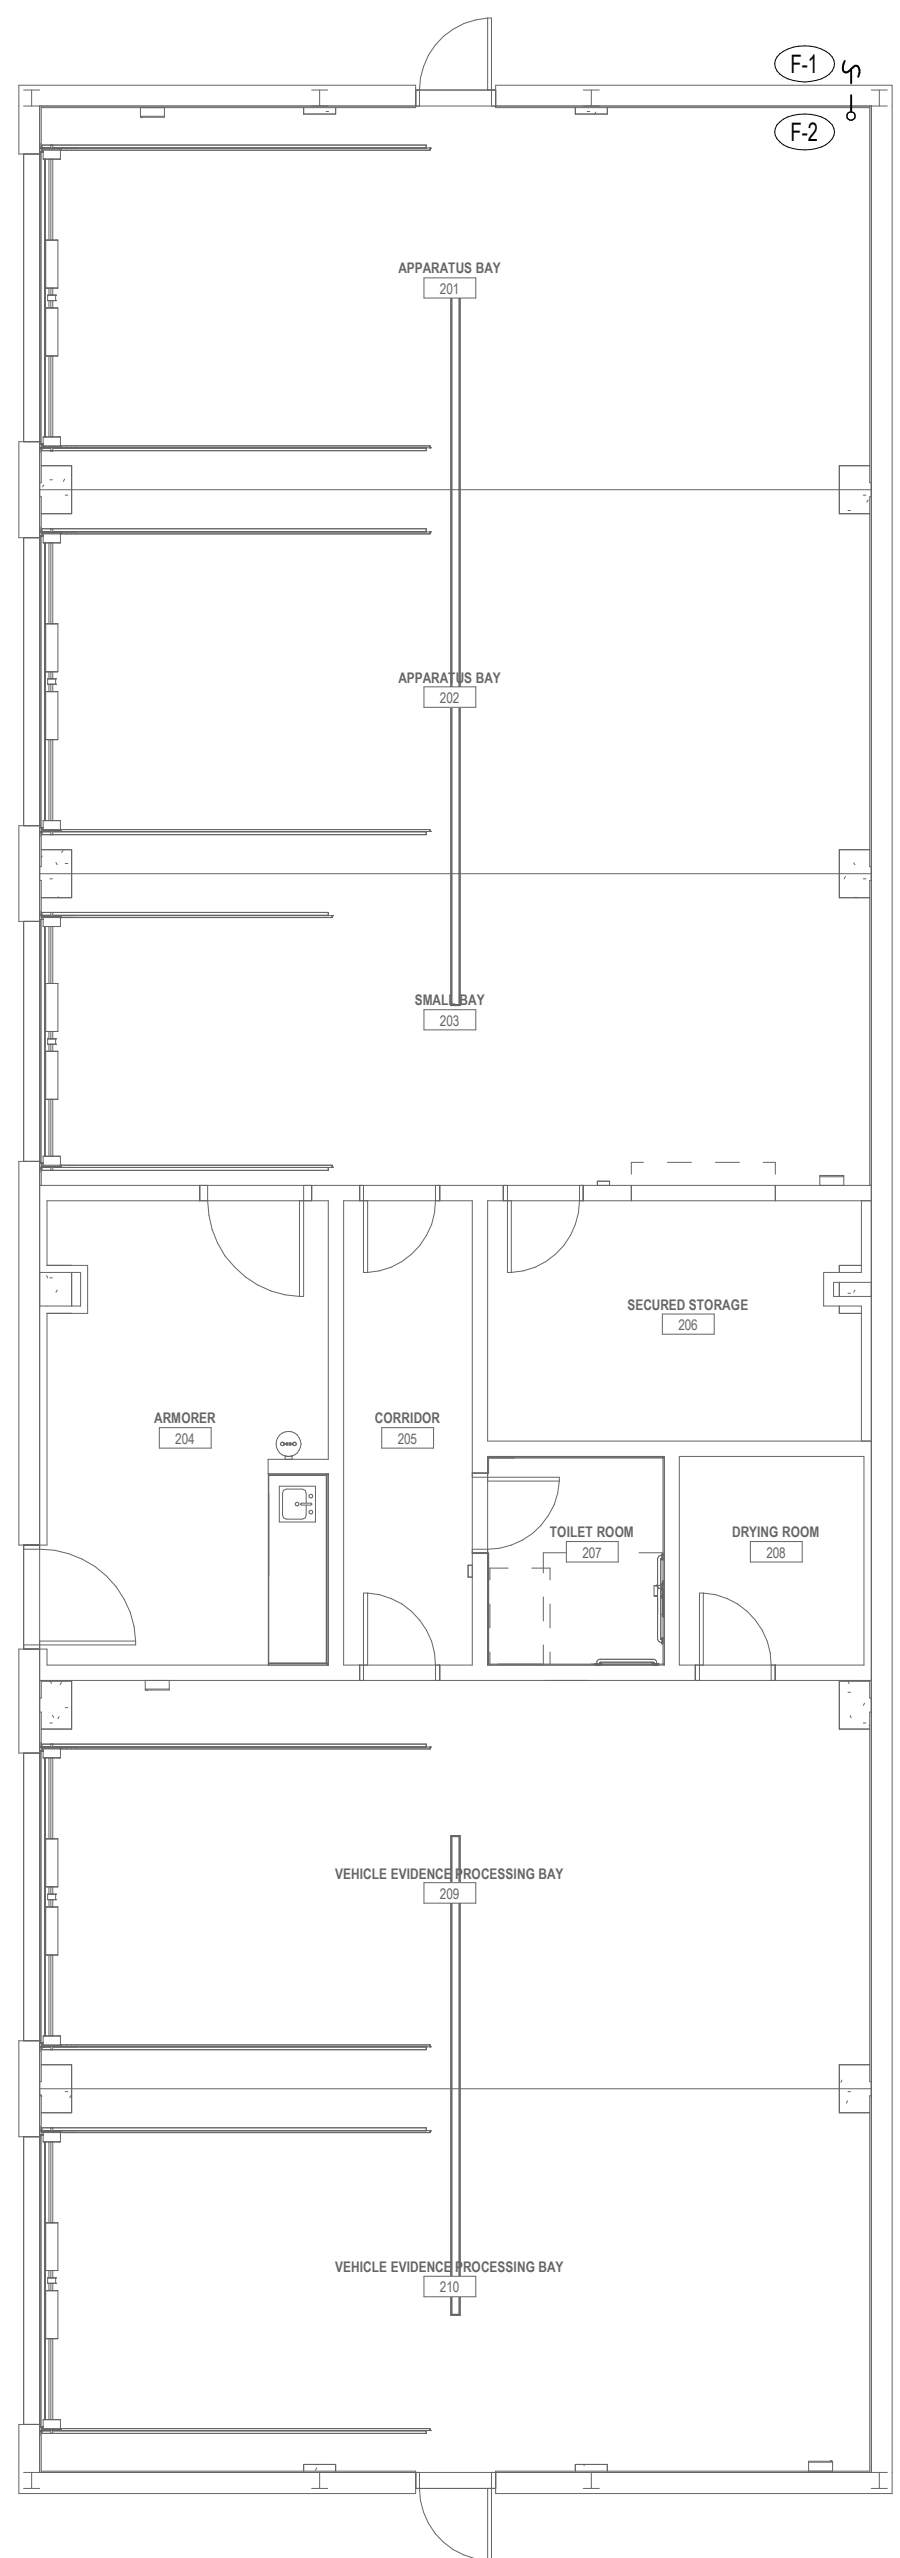 F-1
F-2
APPARATUS BAY
201
APPARATUS BAY
202
SMALL BAY
203
SECURED STORAGE
206
ARMORER
204
CORRIDOR
205
TOILET ROOM
207
DRYING ROOM
208
VEHICLE EVIDENCE PROCESSING BAY
209
VEHICLE EVIDENCE PROCESSING BAY
210